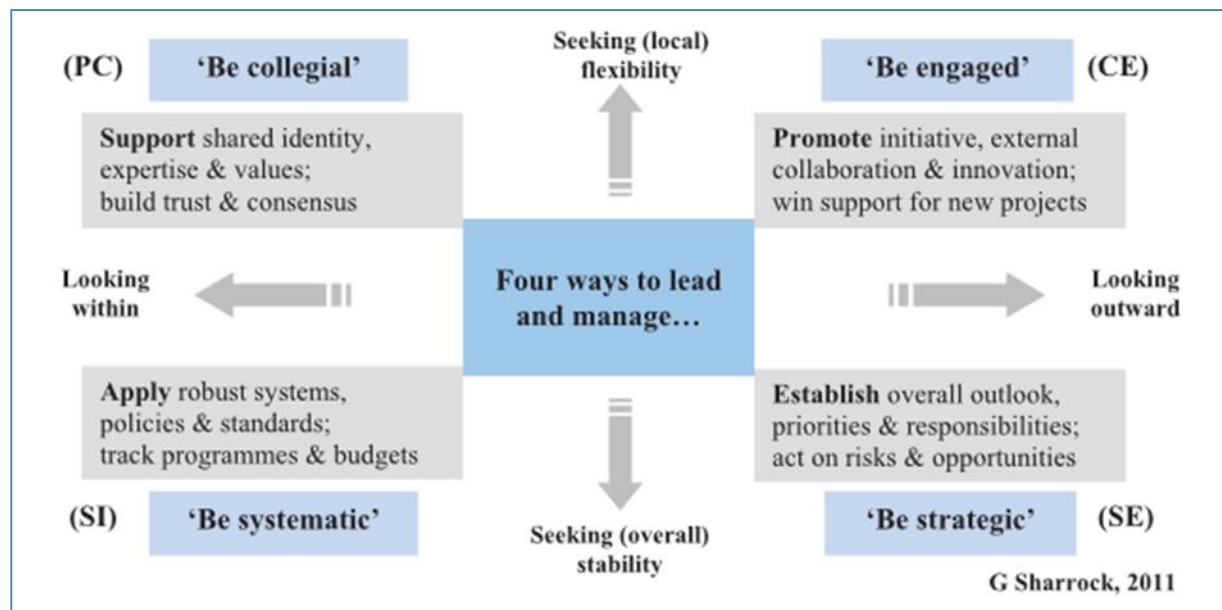 (PC)
‘Be collegial’
Seeking (local)
flexibility
‘Be engaged’
(CE)
Support shared identity,
expertise & values;
build trust & consensus
Promote initiative, external
collaboration & innovation;
win support for new projects
Looking
within
Four ways to lead
and manage…
Looking
outward
Apply robust systems,
policies & standards;
track programmes & budgets
Establish overall outlook,
priorities & responsibilities;
act on risks & opportunities
(SI)
‘Be systematic’
Seeking (overall)
stability
‘Be strategic’
(SE)
G Sharrock, 2011